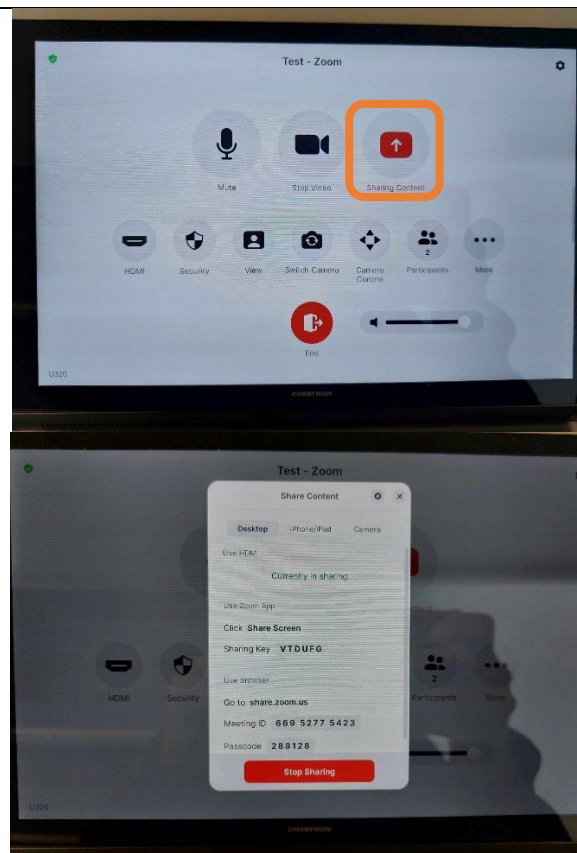 Test - Zoom
Mute
Stop Video
Sharing Content
HDMI
Security
View
Switch Camera
Camera
Control
2
Participants
More
End
U320
CRESTRON
Test - Zoom
Share Content
Desktop
iPhone/iPad
Camera
Use HDMI
Currently in sharing
Use Zoom App
Click Share Screen
Sharing Key VTDUFG
Use Browser
Go to share.zoom.us
Meeting ID 669 5277 5423
Passcode 288128
Stop Sharing
HDMI
Security
2
Participants
More
U320
CRESTRON